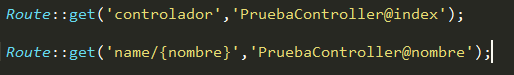 Route::get('controlador','PruebaController@index');
Route::get('name/{nombre}','PruebaController@nombre');